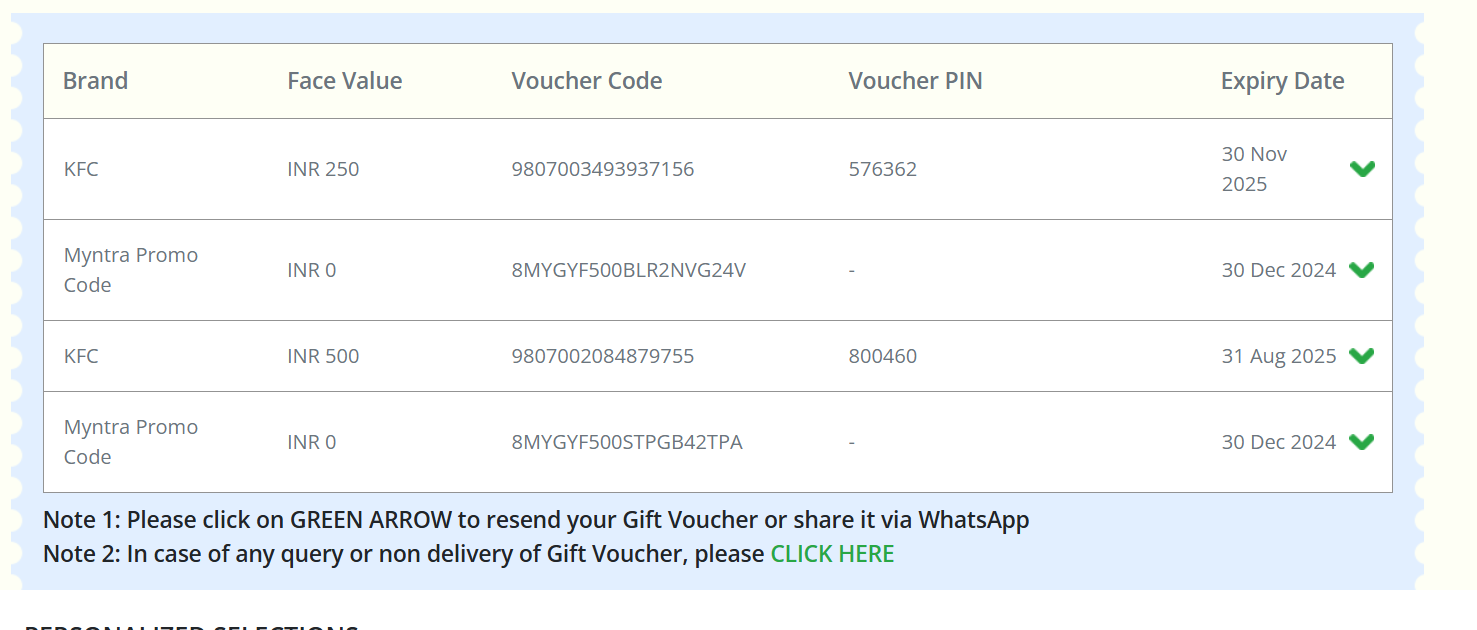 Brand Face Value Voucher Code Voucher PIN Expiry Date
KFC INR 250 9807003493937156 576362 30 Nov
2025
Myntra Promo
Code INR 0 8MYGYF500BLR2NVG24V - 30 Dec 2024
KFC INR 500 9807002084879755 800460 31 Aug 2025
Myntra Promo
Code INR 0 8MYGYF500STPGB42TPA - 30 Dec 2024
Note 1: Please click on GREEN ARROW to resend your Gift Voucher or share it via WhatsApp
Note 2: In case of any query or non delivery of Gift Voucher, please CLICK HERE
PERSONALIZED SELECTIONS